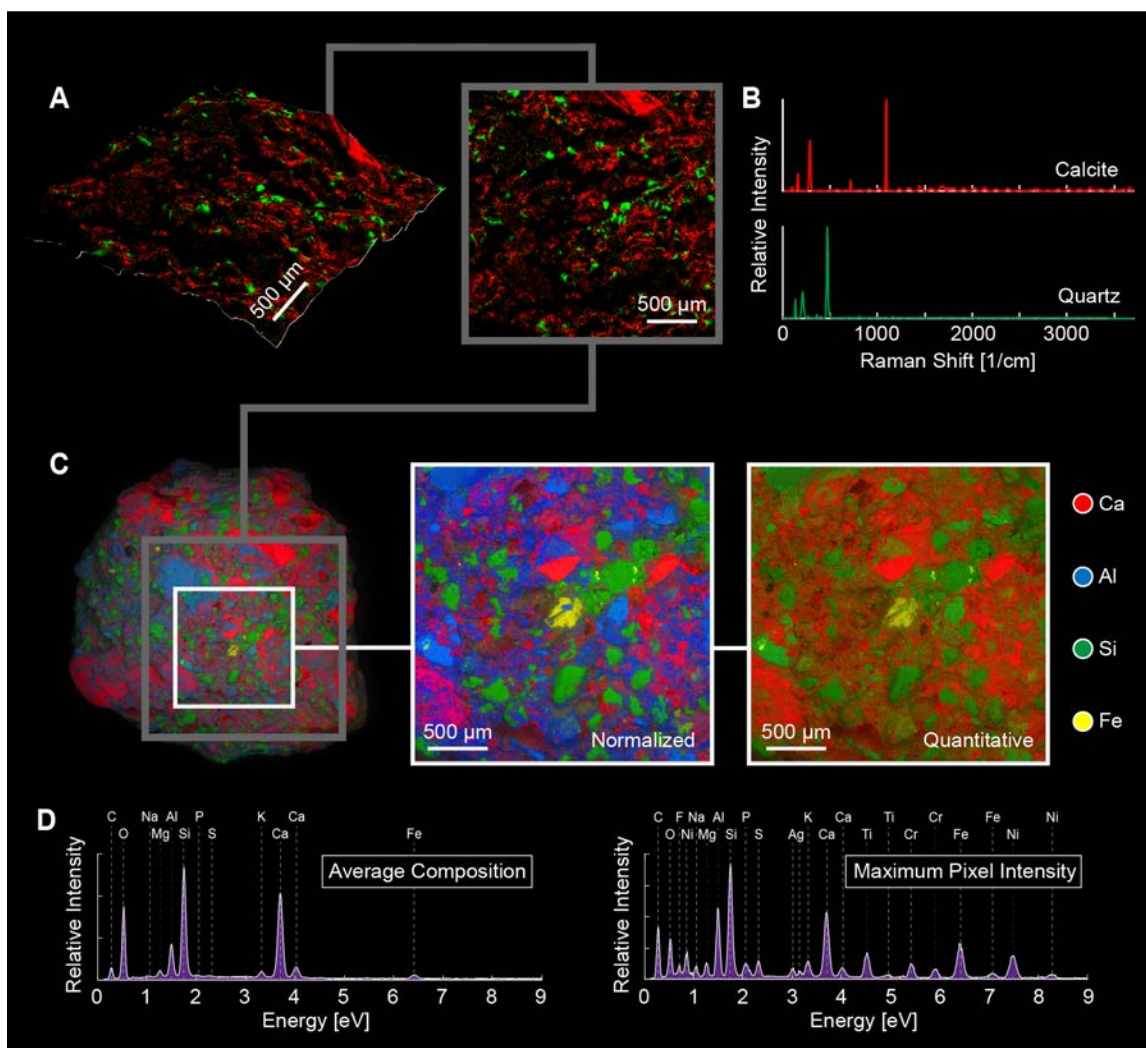 A
500 µm
500 µm
B
Relative Intensity
Calcite
Quartz
0 1000 2000 3000
Raman Shift [1/cm]
C
500 µm
Normalized
500 µm
Quantitative
Ca
Al
Si
Fe
D
C Na Al P K Ca Fe
O Mg Si S Ca
Relative Intensity
Average Composition
0 1 2 3 4 5 6 7 8 9
Energy [eV]
C F Na Al P K Ca Ti Cr Fe Ni
O Ni Mg Si S Ag Ca Ti Cr Fe Ni
Relative Intensity
Maximum Pixel Intensity
0 1 2 3 4 5 6 7 8 9
Energy [eV]